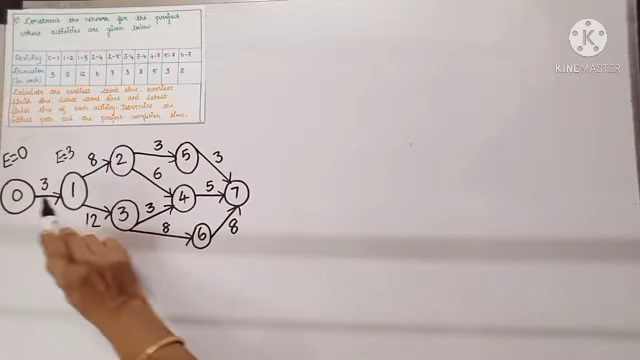 Construct the network for the project
whose activities are given below
Activity 0-1 1-2 1-3 2-4 2-5 3-4 3-6 4-7 5-7 6-7
Duration 3 8 12 6 3 3 8 5 3 8
Calculate the earliest start time, earliest
finish time, latest start time and latest
finish time of each activity. Determine the
critical path and the project completion time.
KINEMASTER
E=0 E=3
0 3 1 8 2 3 5 3
12 3 3 6 4 5 7
8 6 8